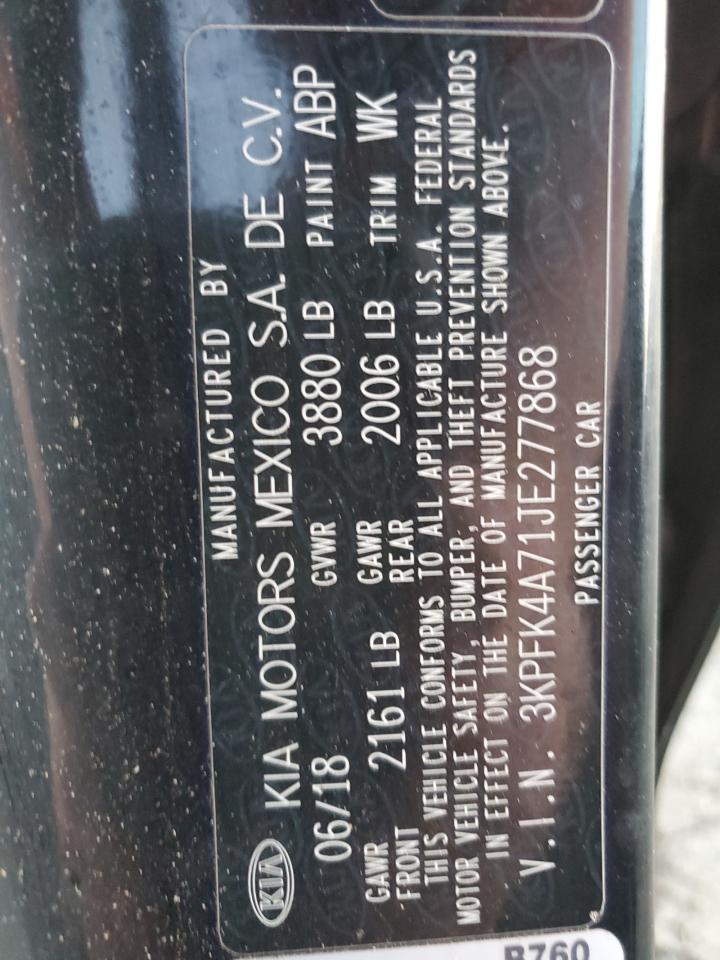 MANUFACTURED BY
KIA KIA MOTORS MEXICO S.A. DE C.V.
06/18 GVWR 3880 LB PAINT ABP
GAWR FRONT 2161 LB GAWR REAR 2006 LB TRIM WK
THIS VEHICLE CONFORMS TO ALL APPLICABLE U.S.A. FEDERAL
MOTOR VEHICLE SAFETY, BUMPER, AND THEFT PREVENTION STANDARDS
IN EFFECT ON THE DATE OF MANUFACTURE SHOWN ABOVE.
V.I.N. 3KPFK4A71JE277868
PASSENGER CAR
B760